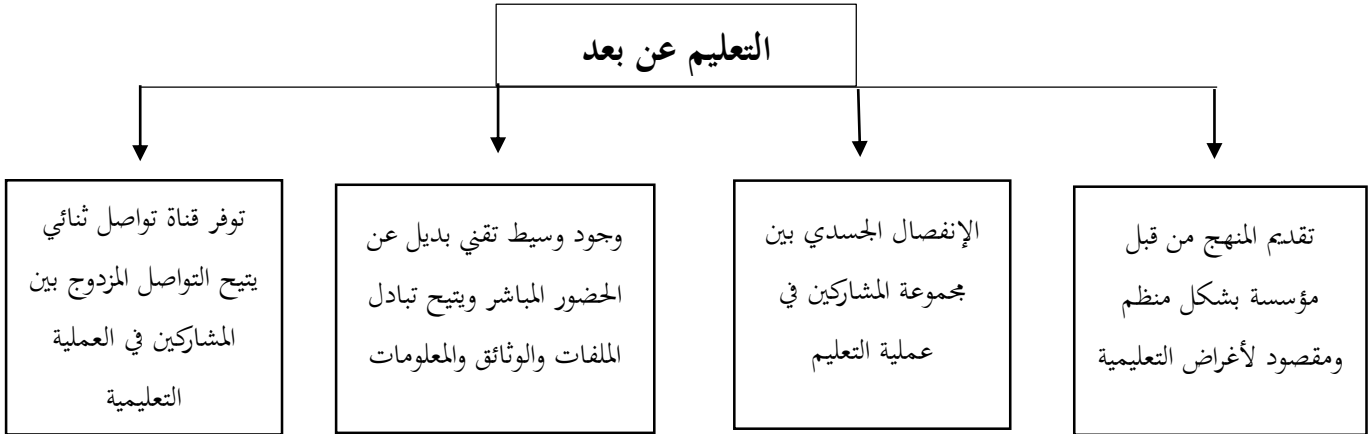 التعليم عن بعد
تقديم المنهج من قبل
مؤسسة بشكل منظم
ومقصود لأغراض التعليمية
الإنفصال الجسدي بين
مجموعة المشاركين في
عملية التعليم
وجود وسيط تقني بديل عن
الحضور المباشر ويتيح تبادل
الملفات والوثائق والمعلومات
توفر قناة تواصل ثنائي
يتيح التواصل المزدوج بين
المشاركين في العملية
التعليمية